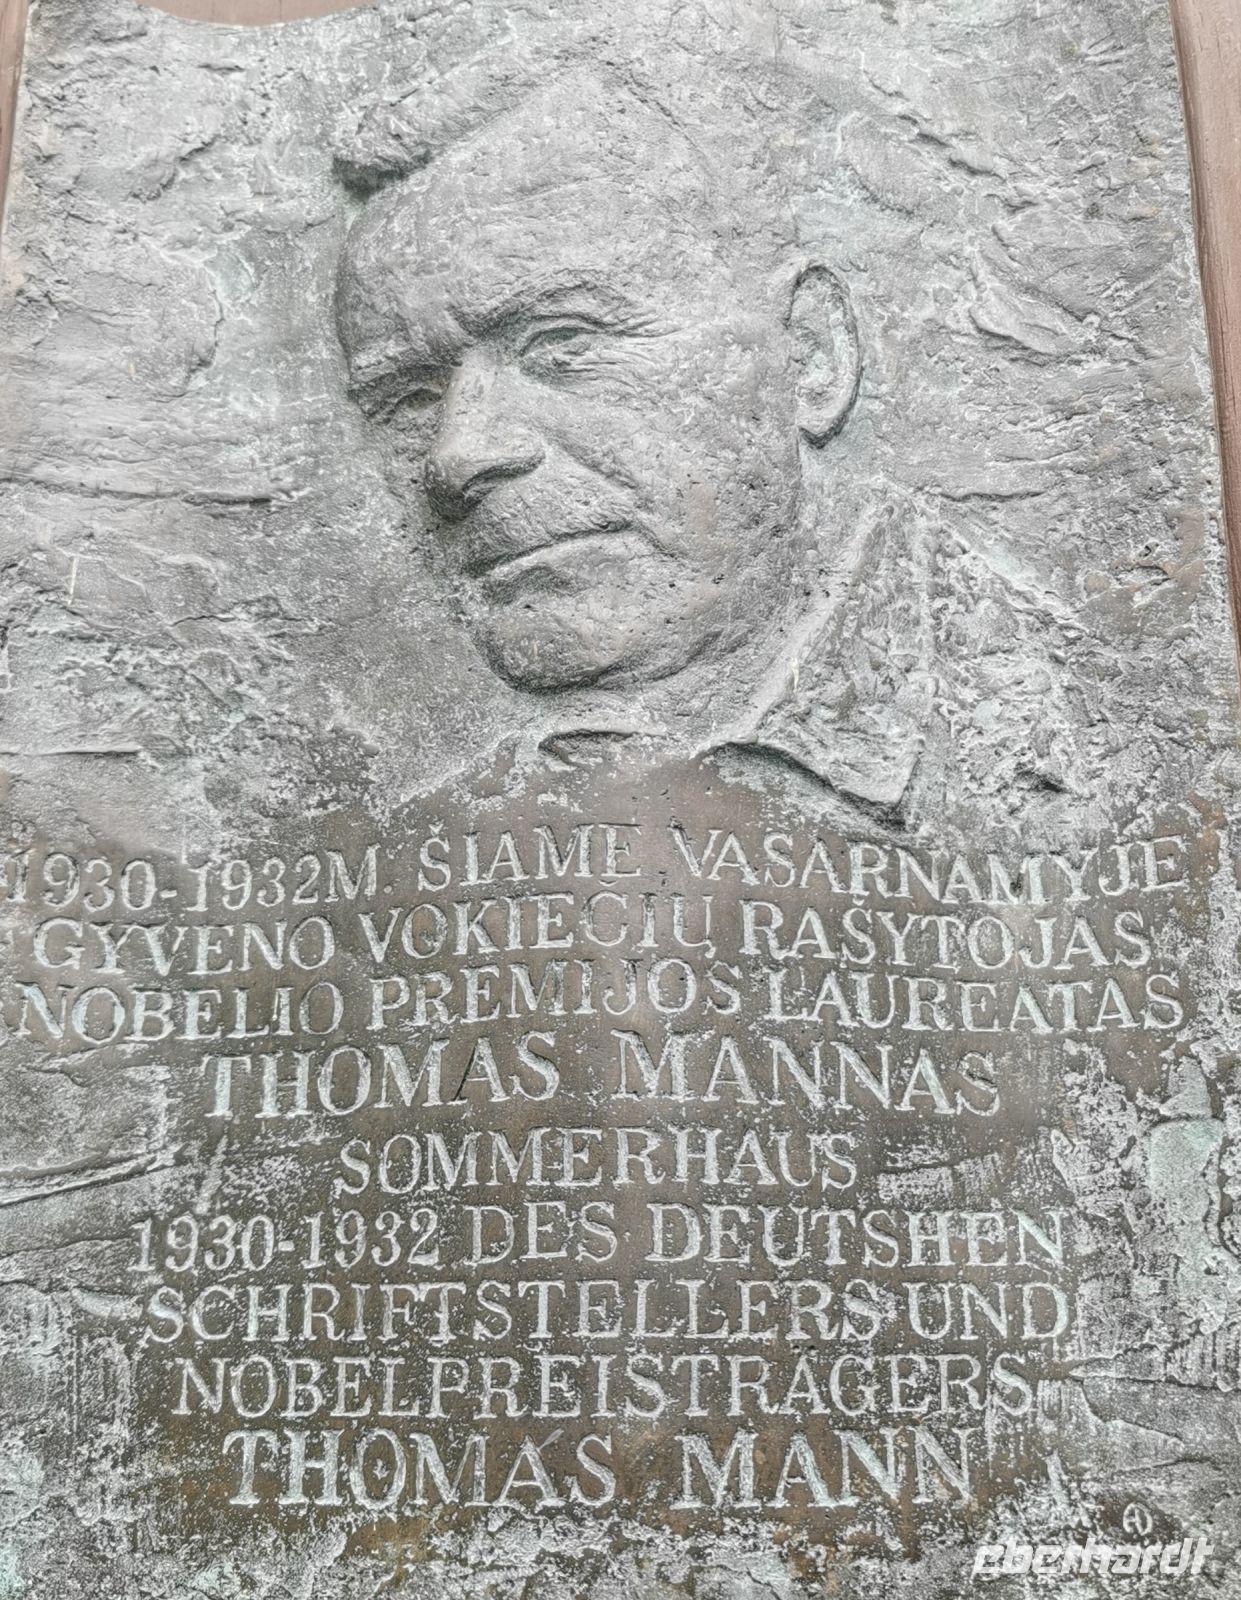 1930-1932M. ŠIAME VASARNAMYJE
GYVENO VOKIEČIŲ RAŠYTOJAS
NOBELIO PREMIJOS LAUREATAS
THOMAS MANNAS
SOMMERHAUS
1930-1932 DES DEUTSHEN
SCHRIFTSTELLERS UND
NOBELPREISTRAGERS
THOMAS MANN
eberhardt